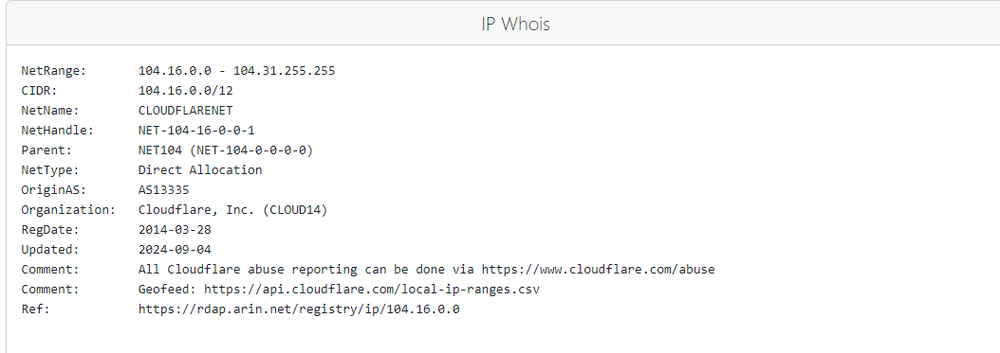 IP Whois
NetRange: 104.16.0.0 - 104.31.255.255
CIDR: 104.16.0.0/12
NetName: CLOUDFLARENET
NetHandle: NET-104-16-0-0-1
Parent: NET104 (NET-104-0-0-0-0)
NetType: Direct Allocation
OriginAS: AS13335
Organization: Cloudflare, Inc. (CLOUD14)
RegDate: 2014-03-28
Updated: 2024-09-04
Comment: All Cloudflare abuse reporting can be done via https://www.cloudflare.com/abuse
Comment: Geofeed: https://api.cloudflare.com/local-ip-ranges.csv
Ref: https://rdap.arin.net/registry/ip/104.16.0.0